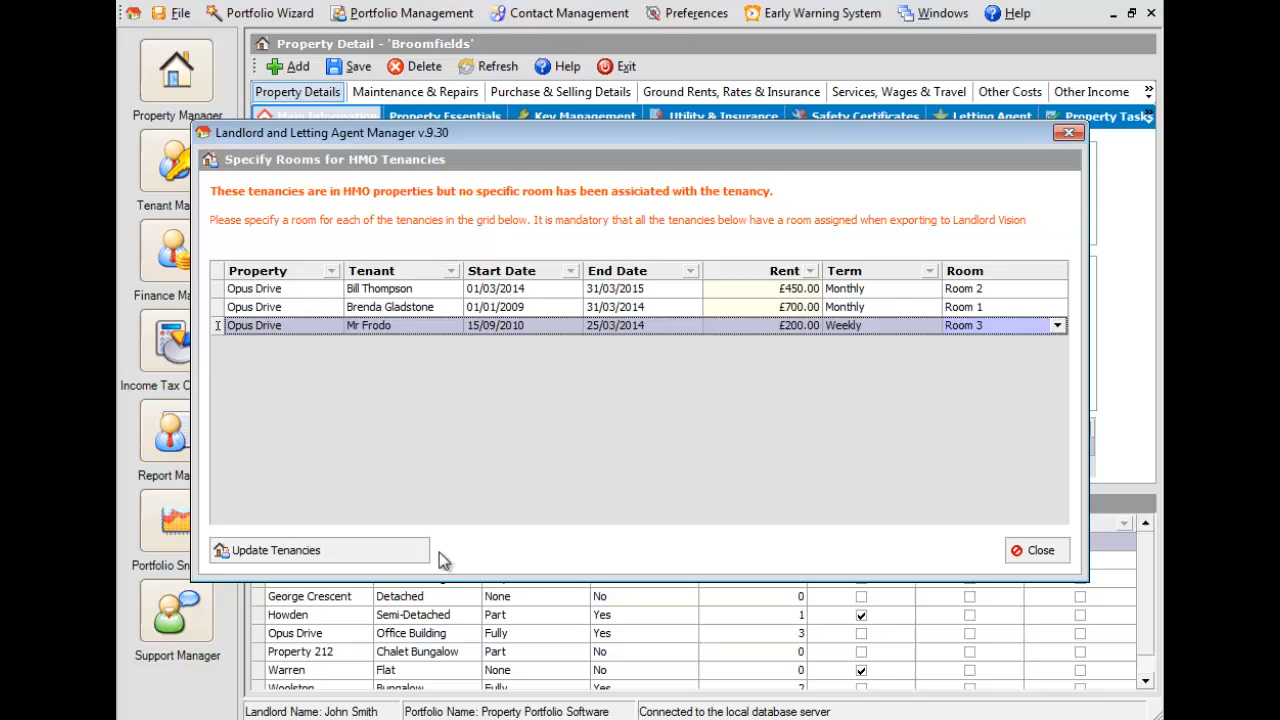 File Portfolio Wizard Portfolio Management Contact Management Preferences Early Warning System Windows Help
Property Detail - 'Broomfields'
Add Save Delete Refresh Help Exit
Property Details Maintenance & Repairs Purchase & Selling Details Ground Rents, Rates & Insurance Services, Wages & Travel Other Costs Other Income
Main Information Property Essentials Key Management Utility & Insurance Safety Certificates Letting Agent Property Tasks
Property Manager
Tenant Ma
Finance Ma
Income Tax C
Report Ma
Portfolio Sn
Support Manager
Landlord and Letting Agent Manager v.9.30
Specify Rooms for HMO Tenancies
These tenancies are in HMO properties but no specific room has been assiciated with the tenancy.
Please specify a room for each of the tenancies in the grid below. It is mandatory that all the tenancies below have a room assigned when exporting to Landlord Vision
Property Tenant Start Date End Date Rent Term Room
Opus Drive Bill Thompson 01/03/2014 31/03/2015 £450.00 Monthly Room 2
Opus Drive Brenda Gladstone 01/01/2009 31/03/2014 £700.00 Monthly Room 1
Opus Drive Mr Frodo 15/09/2010 25/03/2014 £200.00 Weekly Room 3
Update Tenancies Close
George Crescent Detached None No 0
Howden Semi-Detached Part Yes 1
Opus Drive Office Building Fully Yes 3
Property 212 Chalet Bungalow Part No 0
Warren Flat None No 0
Woolston Bungalow Fully Yes 2
Landlord Name: John Smith Portfolio Name: Property Portfolio Software Connected to the local database server